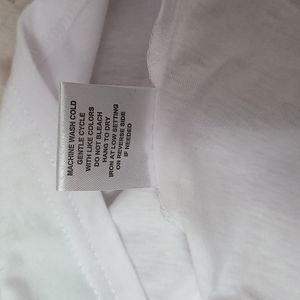 MACHINE WASH COLD
GENTLE CYCLE
WITH LIKE COLORS
DO NOT BLEACH
HANG TO DRY
IRON AT LOW SETTING
ON REVERSE SIDE
IF NEEDED